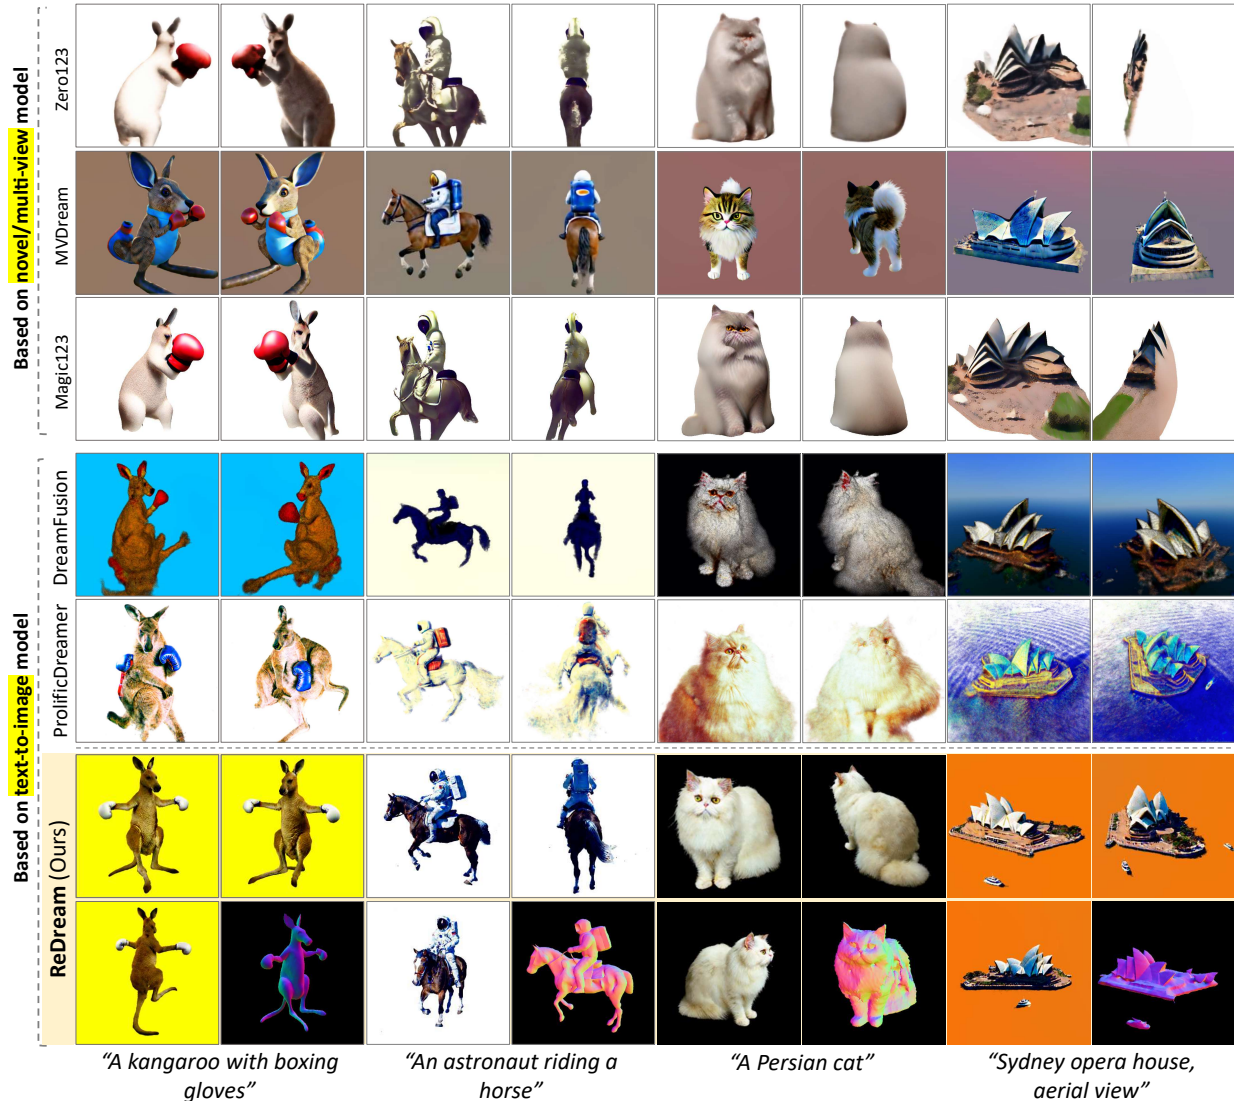 Based on novel/multi-view model
Zero123
MVDream
Magic123
Based on text-to-image model
DreamFusion
ProlificDreamer
ReDream (Ours)
“A kangaroo with boxing
gloves”
“An astronaut riding a
horse”
“A Persian cat”
“Sydney opera house,
aerial view”